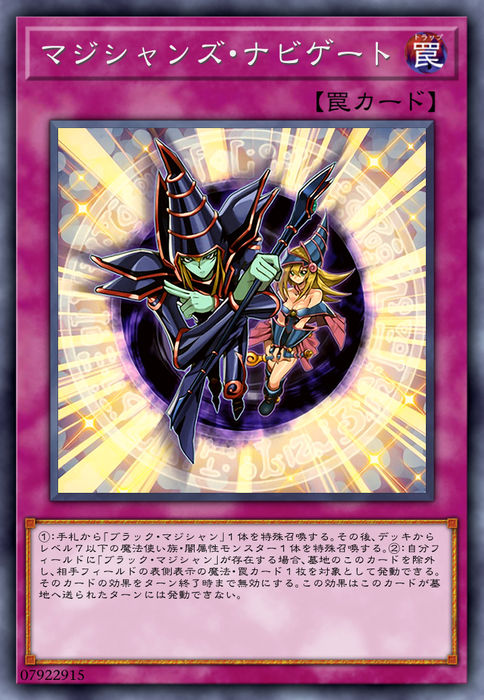 マジシャンズ・ナビゲート
トラップ
罠
【罠カード】
①:手札から「ブラック・マジシャン」1体を特殊召喚する。その後、デッキから
レベル7以下の魔法使い族・闇属性モンスター1体を特殊召喚する。②:自分
フィールドに「ブラック・マジシャン」が存在する場合、墓地のこのカードを除外
し、相手フィールドの表側表示の魔法・罠カード1枚を対象として発動できる。
そのカードの効果をターン終了時まで無効にする。この効果はこのカードが墓
地へ送られたターンには発動できない。
07922915